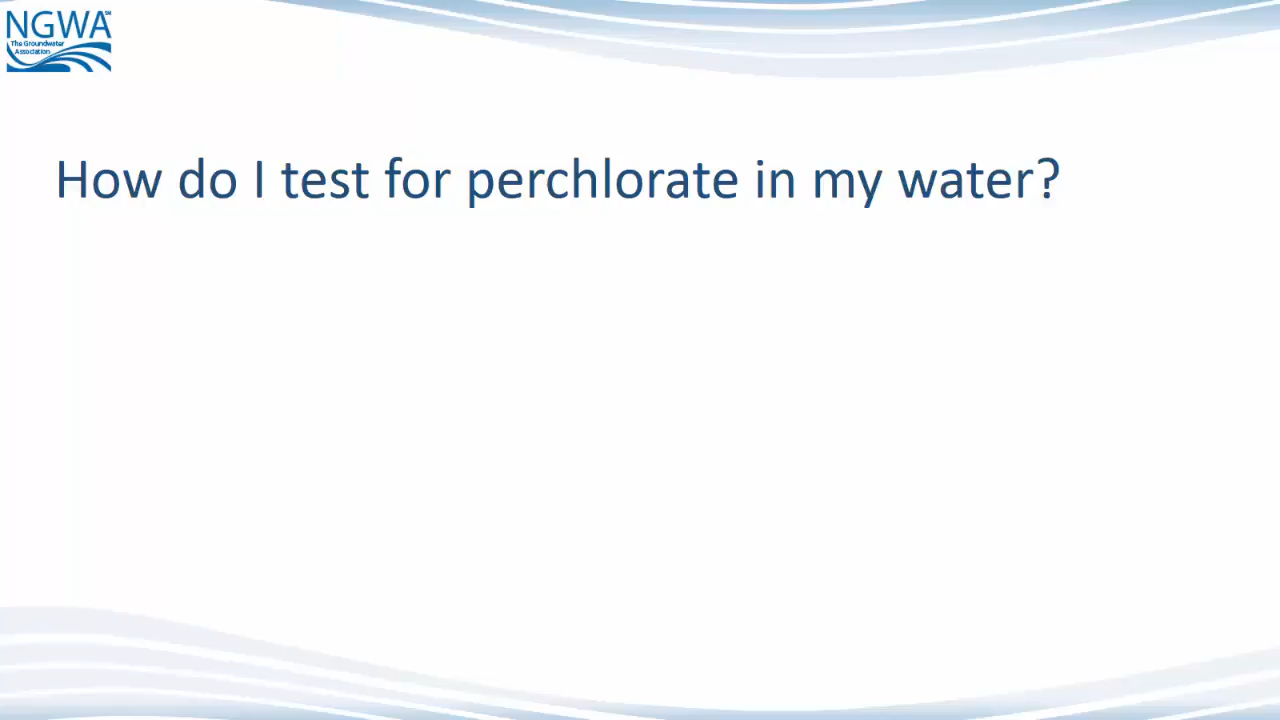 NGWA
The Groundwater
Association
How do I test for perchlorate in my water?